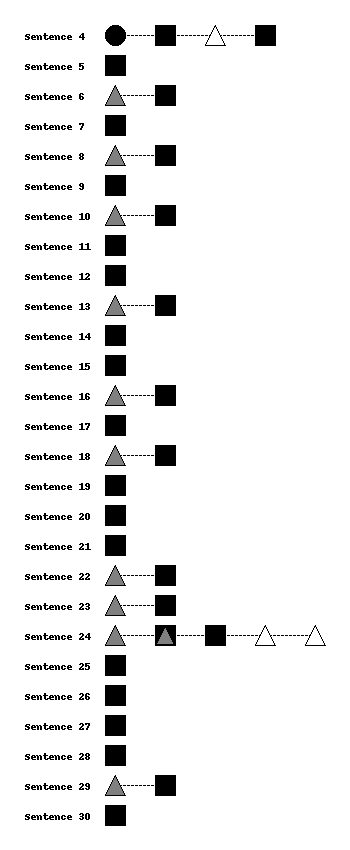 Sentence 4
Sentence 5
Sentence 6
Sentence 7
Sentence 8
Sentence 9
Sentence 10
Sentence 11
Sentence 12
Sentence 13
Sentence 14
Sentence 15
Sentence 16
Sentence 17
Sentence 18
Sentence 19
Sentence 20
Sentence 21
Sentence 22
Sentence 23
Sentence 24
Sentence 25
Sentence 26
Sentence 27
Sentence 28
Sentence 29
Sentence 30